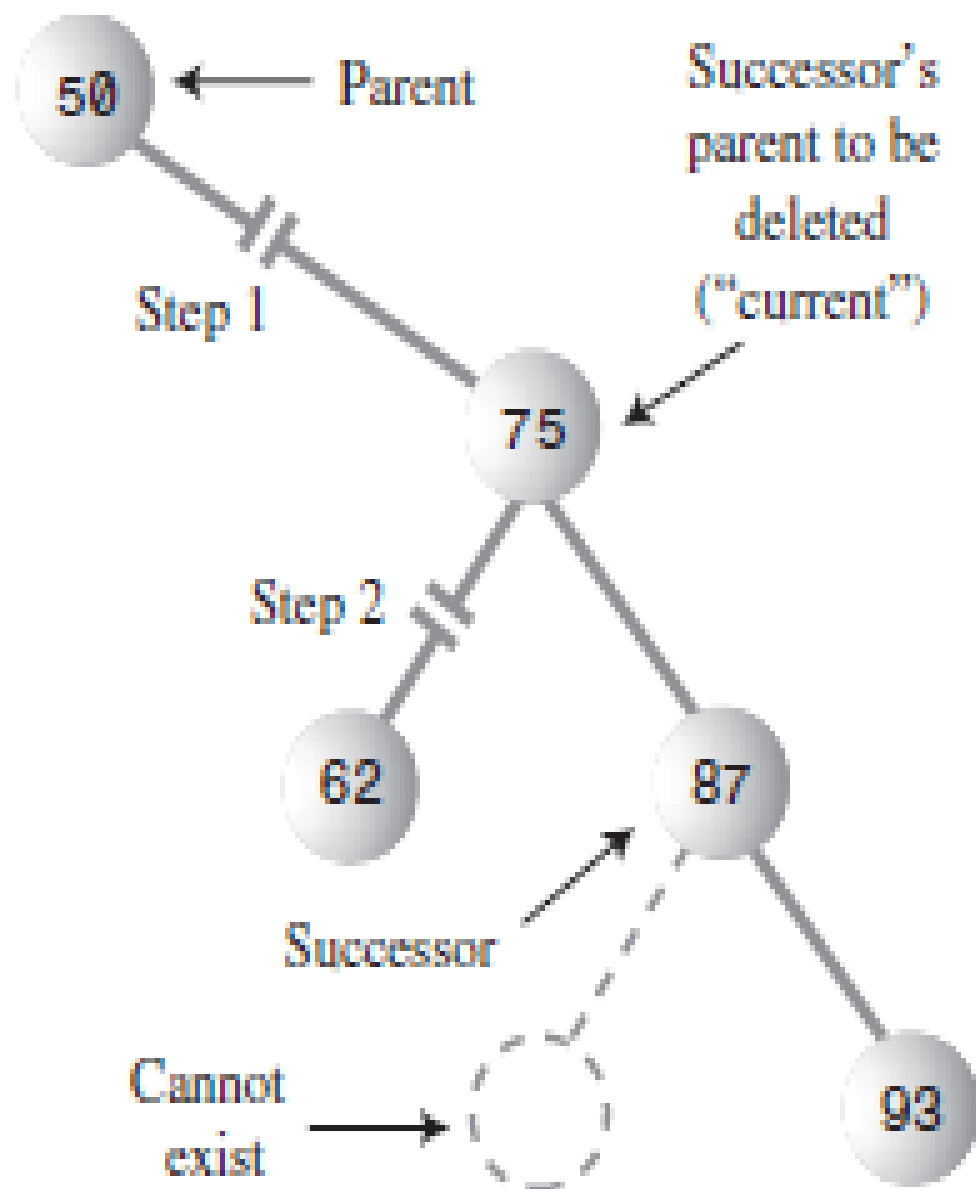 50
Parent
Successor’s
parent to be
deleted
(“current”)
Step 1
75
Step 2
62
87
Successor
Cannot
exist
93